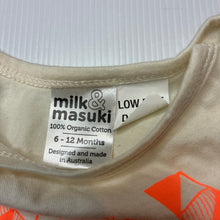 milk &
masuki
100% Organic Cotton
6 - 12 Months
Designed and made
in Australia
LOW